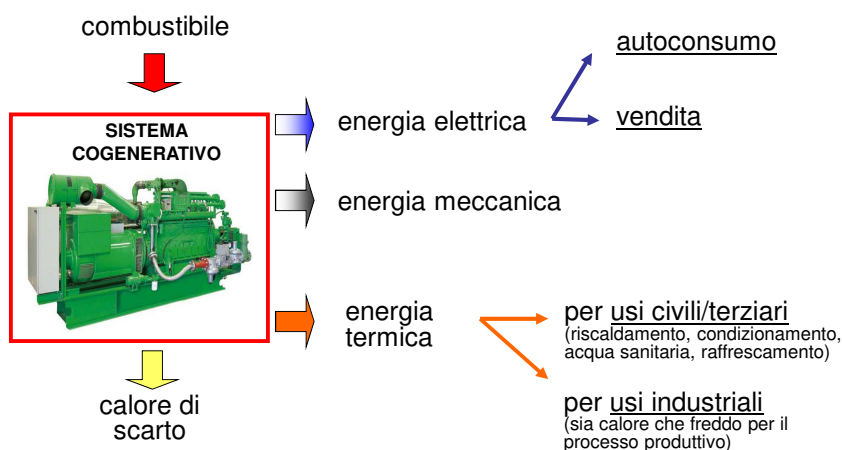 combustibile
autoconsumo
SISTEMA
COGENERATIVO
energia elettrica
vendita
energia meccanica
energia
termica
per usi civili/terziari
(riscaldamento, condizionamento,
acqua sanitaria, raffrescamento)
calore di
scarto
per usi industriali
(sia calore che freddo per il
processo produttivo)